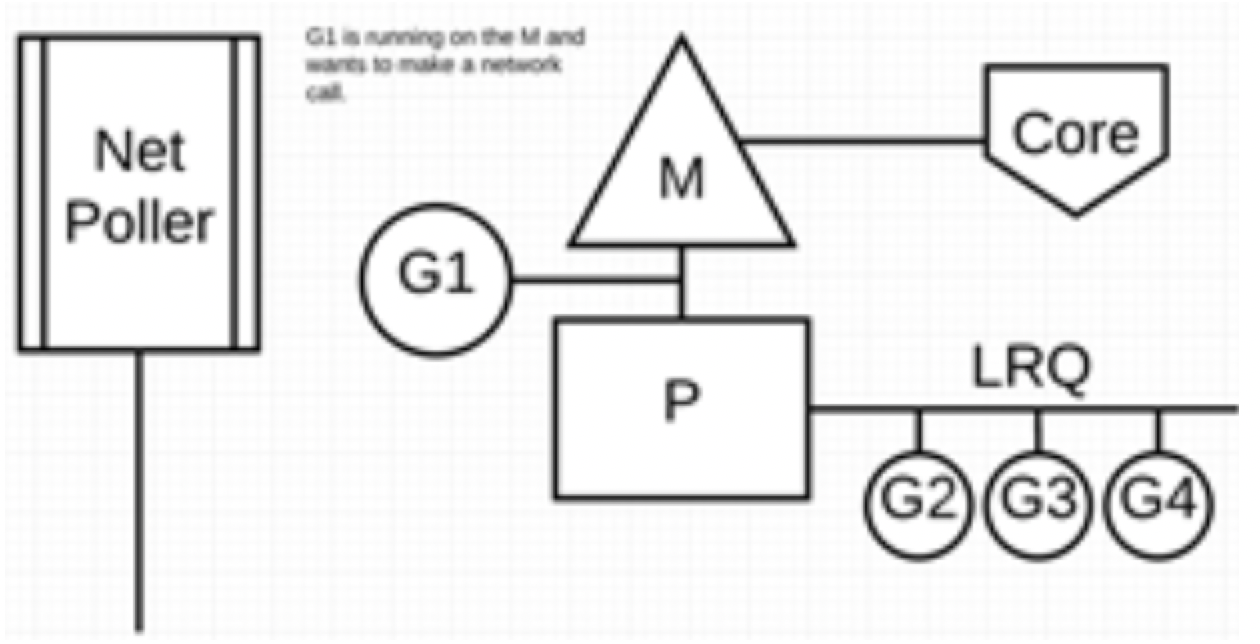 G1 is running on the M and
wants to make a network
call.
Net
Poller
M
Core
G1
P
LRQ
G2
G3
G4